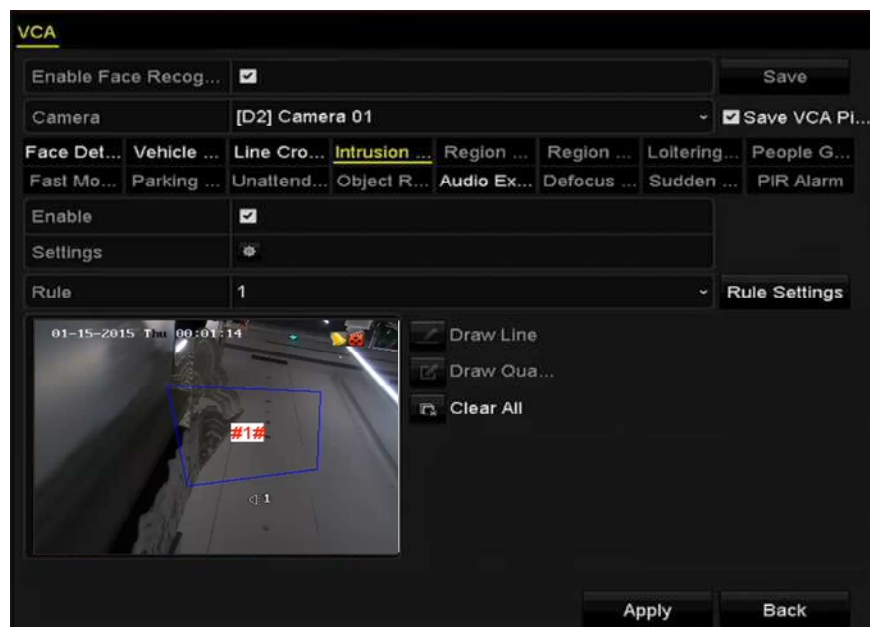 VCA
Enable Face Recog... Save
Camera [D2] Camera 01 Save VCA Pi...
Face Det... Vehicle ... Line Cro... Intrusion ... Region ... Region ... Loitering... People G...
Fast Mo... Parking ... Unattend... Object R... Audio Ex... Defocus ... Sudden ... PIR Alarm
Enable
Settings
Rule 1 Rule Settings
01-15-2015 Thu 00:01:14
Draw Line
Draw Qua...
Clear All
#1#
1
Apply Back